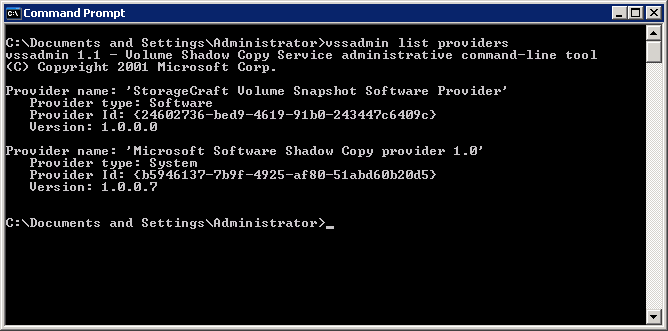 Command Prompt
C:\Documents and Settings\Administrator>vssadmin list providers
vssadmin 1.1 - Volume Shadow Copy Service administrative command-line tool
(C) Copyright 2001 Microsoft Corp.
Provider name: 'StorageCraft Volume Snapshot Software Provider'
Provider type: Software
Provider Id: {24602736-bed9-4619-91b0-243447c6409c}
Version: 1.0.0.0
Provider name: 'Microsoft Software Shadow Copy provider 1.0'
Provider type: System
Provider Id: {b5946137-7b9f-4925-af80-51abd60b20d5}
Version: 1.0.0.7
C:\Documents and Settings\Administrator>_